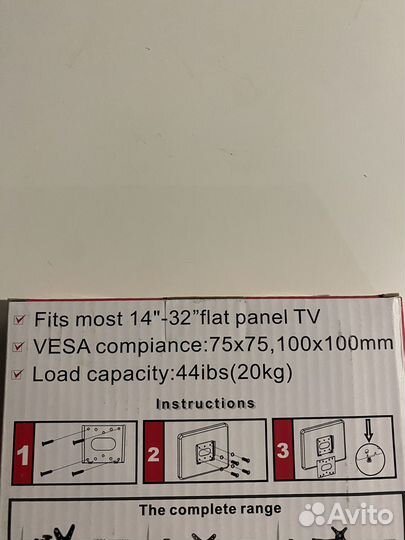 Fits most 14"-32”flat panel TV
VESA compiance:75x75,100x100mm
Load capacity:44ibs(20kg)
Instructions
1 2 3
The complete range
Avito